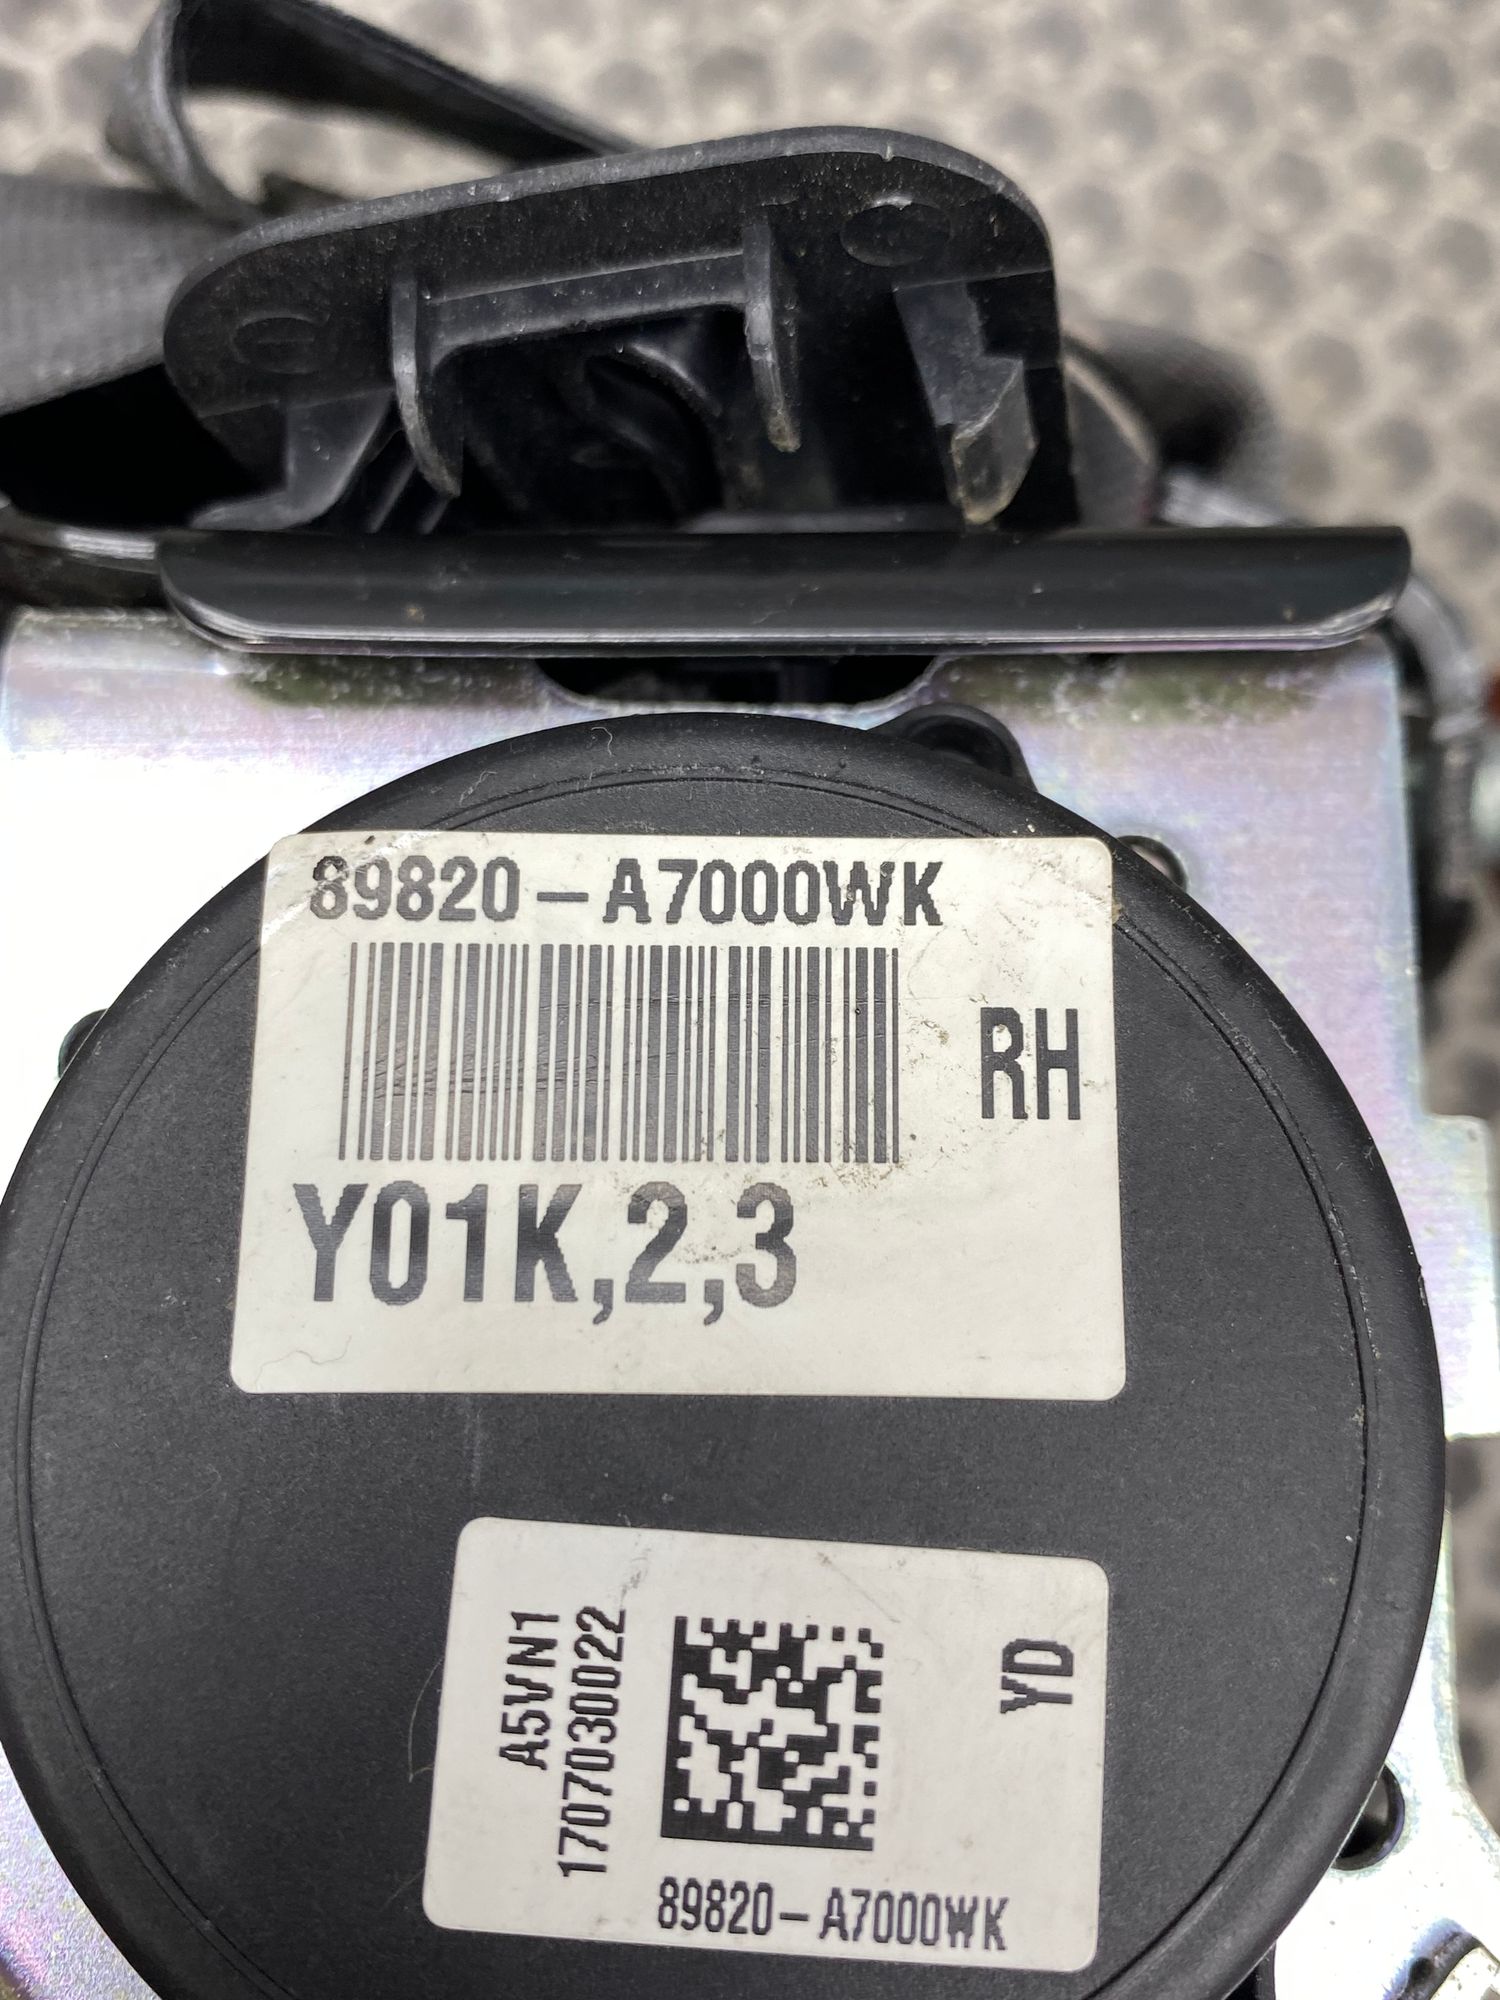 89820-A7000WK
RH
Y01K,2,3
A5VN1
1707030022
YD
89820-A7000WK